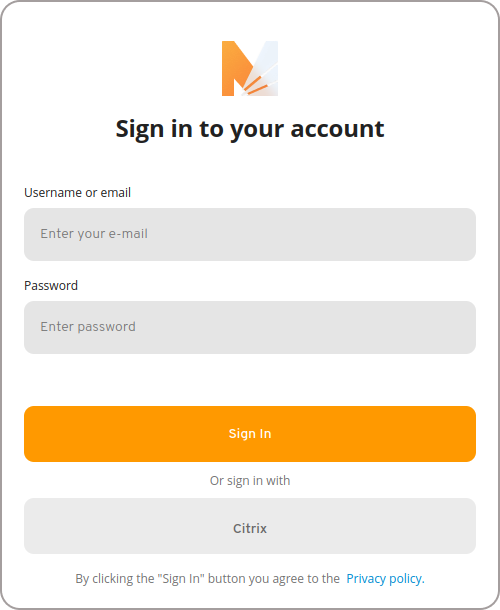 Sign in to your account
Username or email
Enter your e-mail
Password
Enter password
Sign In
Or sign in with
Citrix
By clicking the "Sign In" button you agree to the Privacy policy.